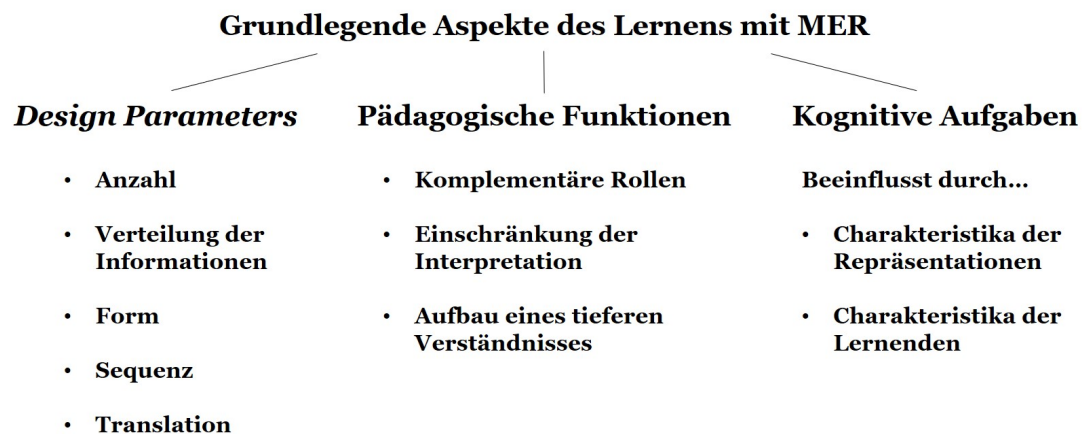 Grundlegende Aspekte des Lernens mit MER
Design Parameters
• Anzahl
• Verteilung der
Informationen
• Form
• Sequenz
• Translation
Pädagogische Funktionen
• Komplementäre Rollen
• Einschränkung der
Interpretation
• Aufbau eines tieferen
Verständnisses
Kognitive Aufgaben
Beeinflusst durch...
• Charakteristika der
Repräsentationen
• Charakteristika der
Lernenden